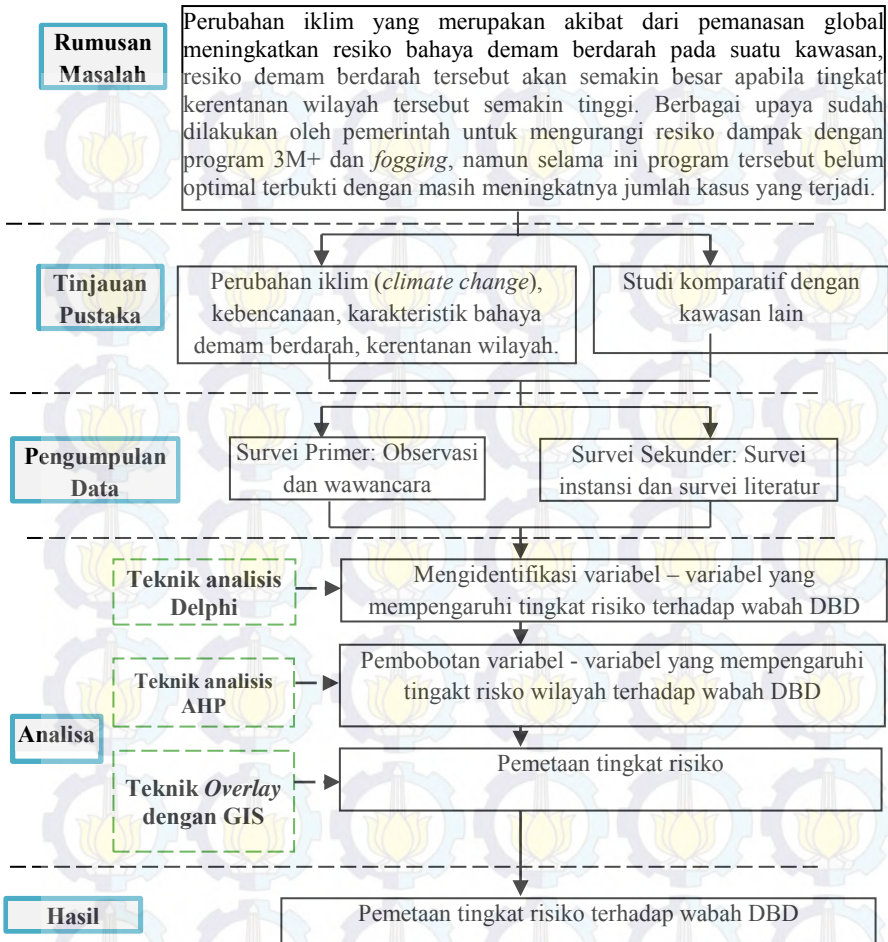 Rumusan
Masalah
Perubahan iklim yang merupakan akibat dari pemanasan global
meningkatkan resiko bahaya demam berdarah pada suatu kawasan,
resiko demam berdarah tersebut akan semakin besar apabila tingkat
kerentanan wilayah tersebut semakin tinggi. Berbagai upaya sudah
dilakukan oleh pemerintah untuk mengurangi resiko dampak dengan
program 3M+ dan fogging, namun selama ini program tersebut belum
optimal terbukti dengan masih meningkatnya jumlah kasus yang terjadi.
Tinjauan
Pustaka
Perubahan iklim (climate change),
kebencanaan, karakteristik bahaya
demam berdarah, kerentanan wilayah.
Studi komparatif dengan
kawasan lain
Pengumpulan
Data
Survei Primer: Observasi
dan wawancara
Survei Sekunder: Survei
instansi dan survei literatur
Analisa
Teknik analisis
Delphi
Mengidentifikasi variabel – variabel yang
mempengaruhi tingkat risiko terhadap wabah DBD
Teknik analisis
AHP
Pembobotan variabel - variabel yang mempengaruhi
tingakt risko wilayah terhadap wabah DBD
Teknik Overlay
dengan GIS
Pemetaan tingkat risiko
Hasil
Pemetaan tingkat risiko terhadap wabah DBD